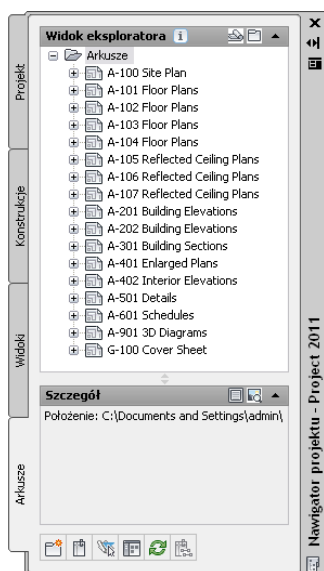 Widok eksploratora
Arkusze
A-100 Site Plan
A-101 Floor Plans
A-102 Floor Plans
A-103 Floor Plans
A-104 Floor Plans
A-105 Reflected Ceiling Plans
A-106 Reflected Ceiling Plans
A-107 Reflected Ceiling Plans
A-201 Building Elevations
A-202 Building Elevations
A-301 Building Sections
A-401 Enlarged Plans
A-402 Interior Elevations
A-501 Details
A-601 Schedules
A-901 3D Diagrams
G-100 Cover Sheet
Szczegół
Położenie: C:\Documents and Settings\admin\
Projekt
Konstrukcje
Widoki
Arkusze
Nawigator projektu - Project 2011